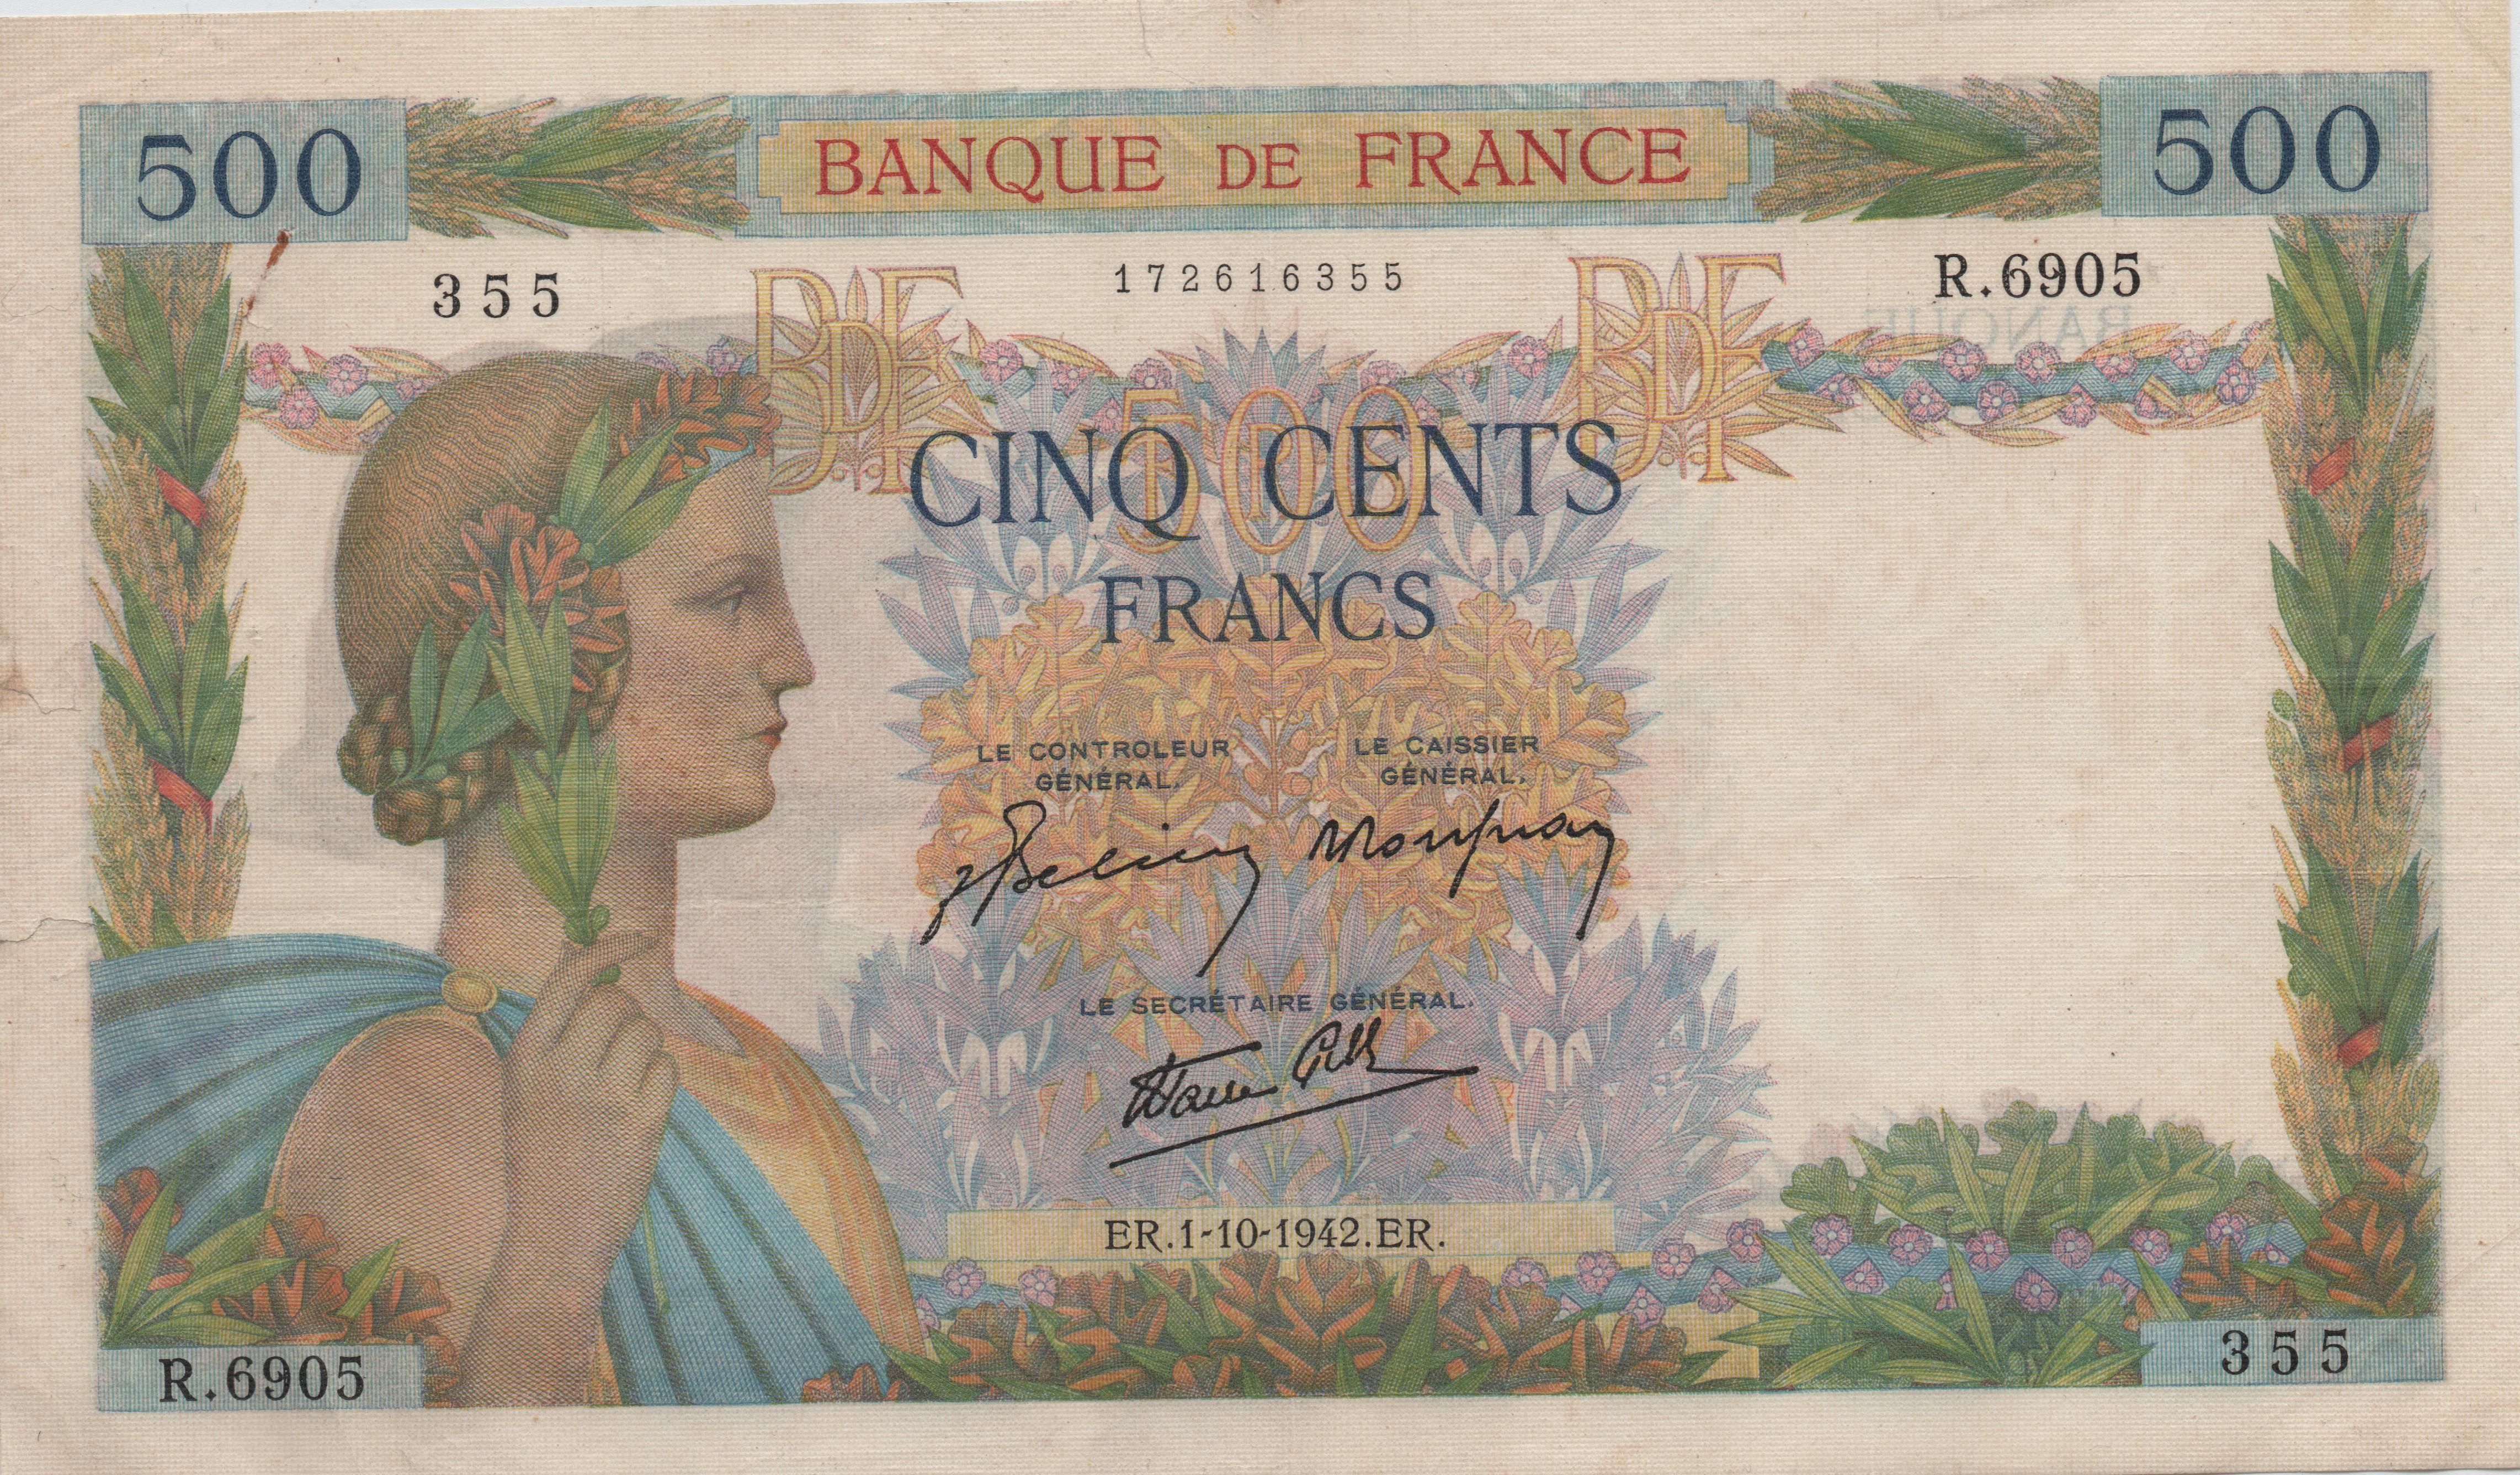 500 BANQUE DE FRANCE 500
355 172616355 R.6905
BDF BDF
500
CINQ CENTS
FRANCS
LE CONTROLEUR
GÉNÉRAL.
LE CAISSIER
GÉNÉRAL.
LE SECRÉTAIRE GÉNÉRAL.
ER.1-10-1942.ER.
R.6905 355